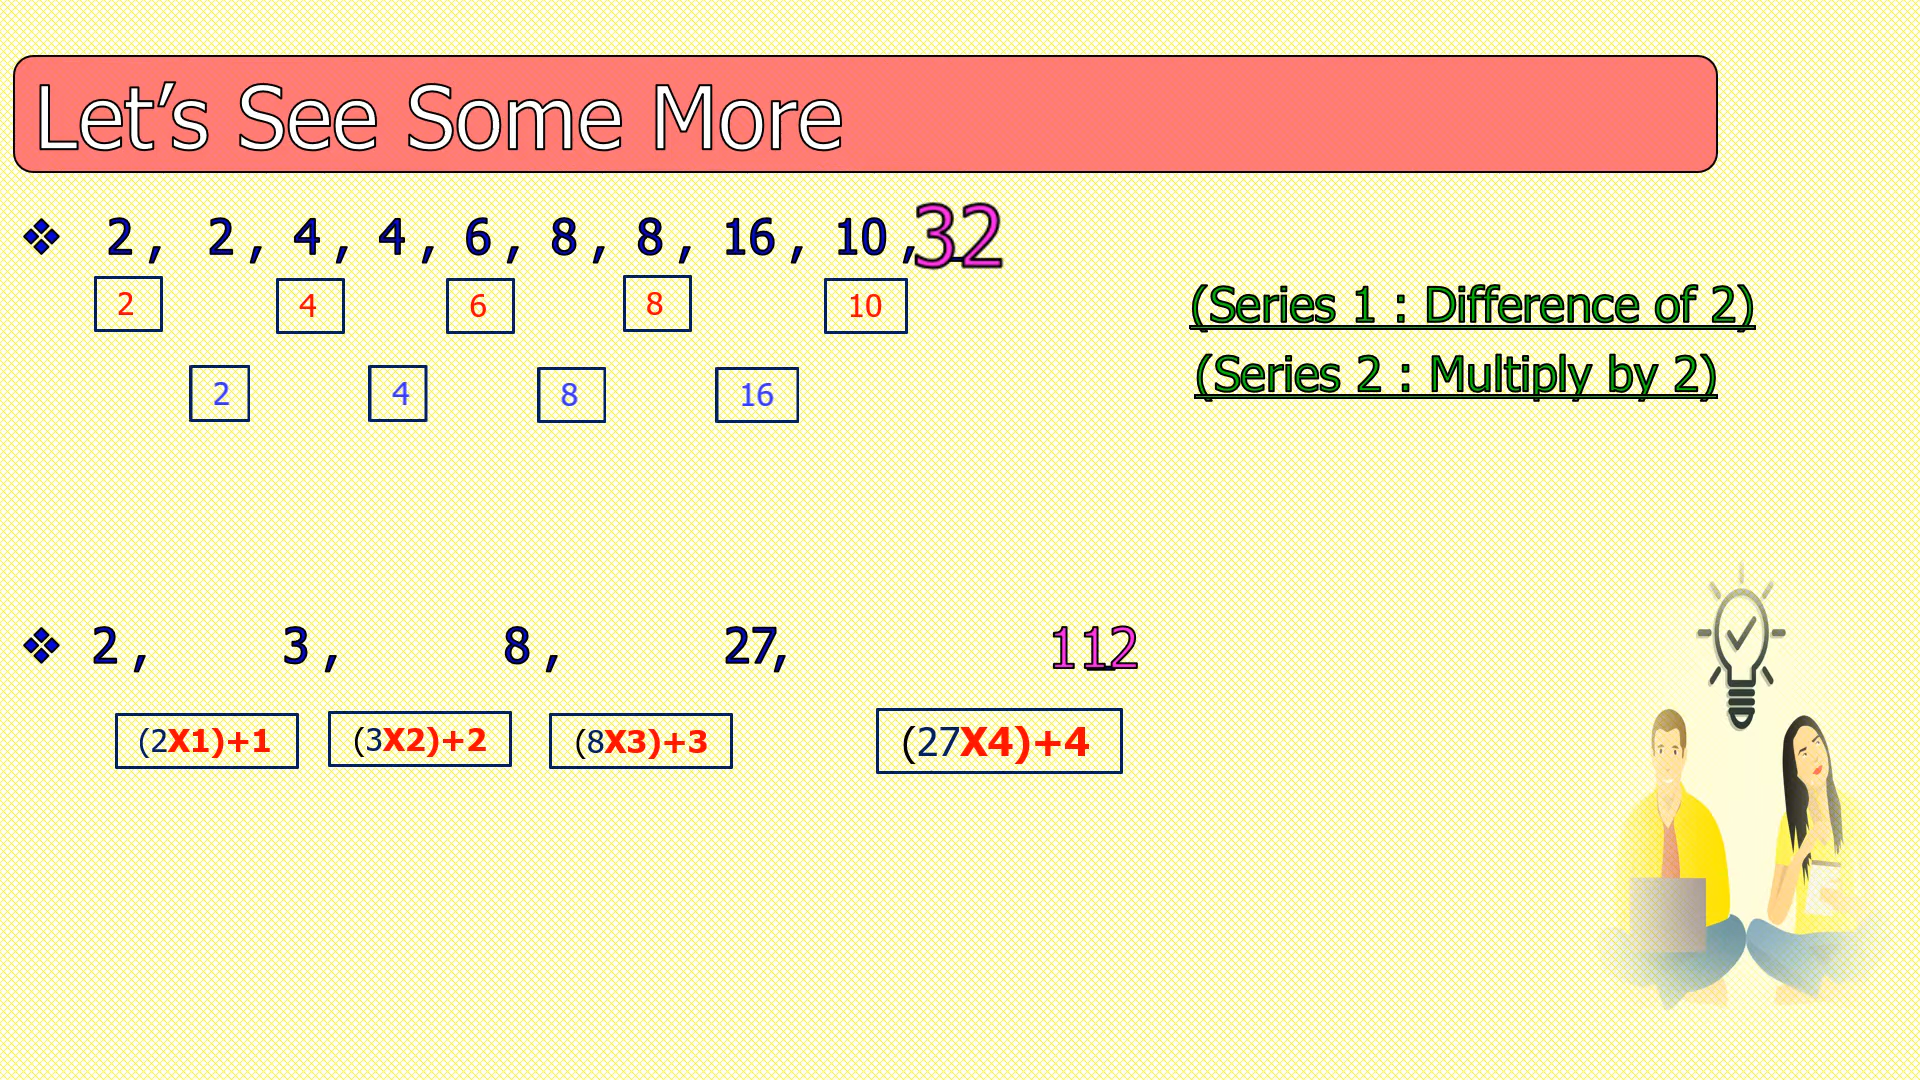 Let’s See Some More
❖ 2 , 2 , 4 , 4 , 6 , 8 , 8 , 16 , 10 , 32
2 4 6 8 10
(Series 1 : Difference of 2)
(Series 2 : Multiply by 2)
2 4 8 16
❖ 2 , 3 , 8 , 27, 112
(2X1)+1 (3X2)+2 (8X3)+3 (27X4)+4